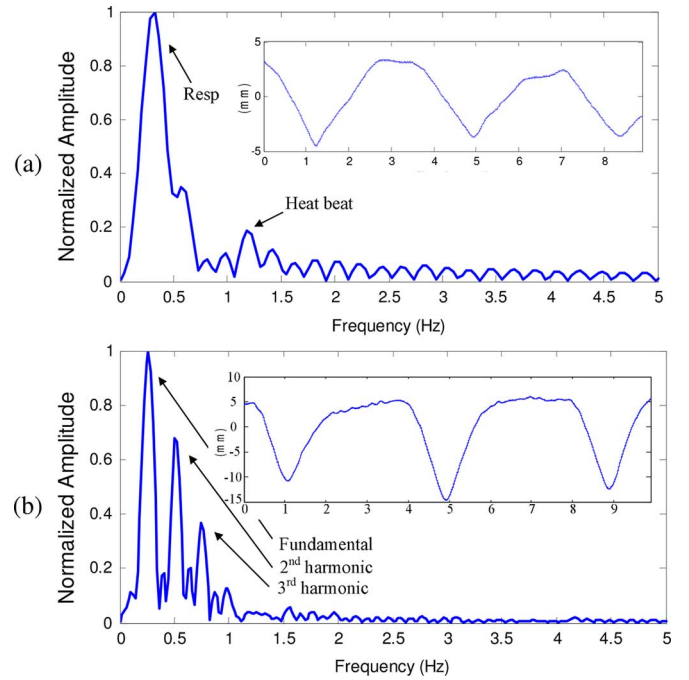 (a)
Normalized Amplitude
1
0.8
0.6
0.4
0.2
0
Resp
Heat beat
(mm)
5
0
-5
0 1 2 3 4 5 6 7 8
0 0.5 1 1.5 2 2.5 3 3.5 4 4.5 5
Frequency (Hz)
(b)
Normalized Amplitude
1
0.8
0.6
0.4
0.2
0
(mm)
10
5
0
-5
-10
-15
0 1 2 3 4 5 6 7 8 9
Fundamental
2nd harmonic
3rd harmonic
0 0.5 1 1.5 2 2.5 3 3.5 4 4.5 5
Frequency (Hz)